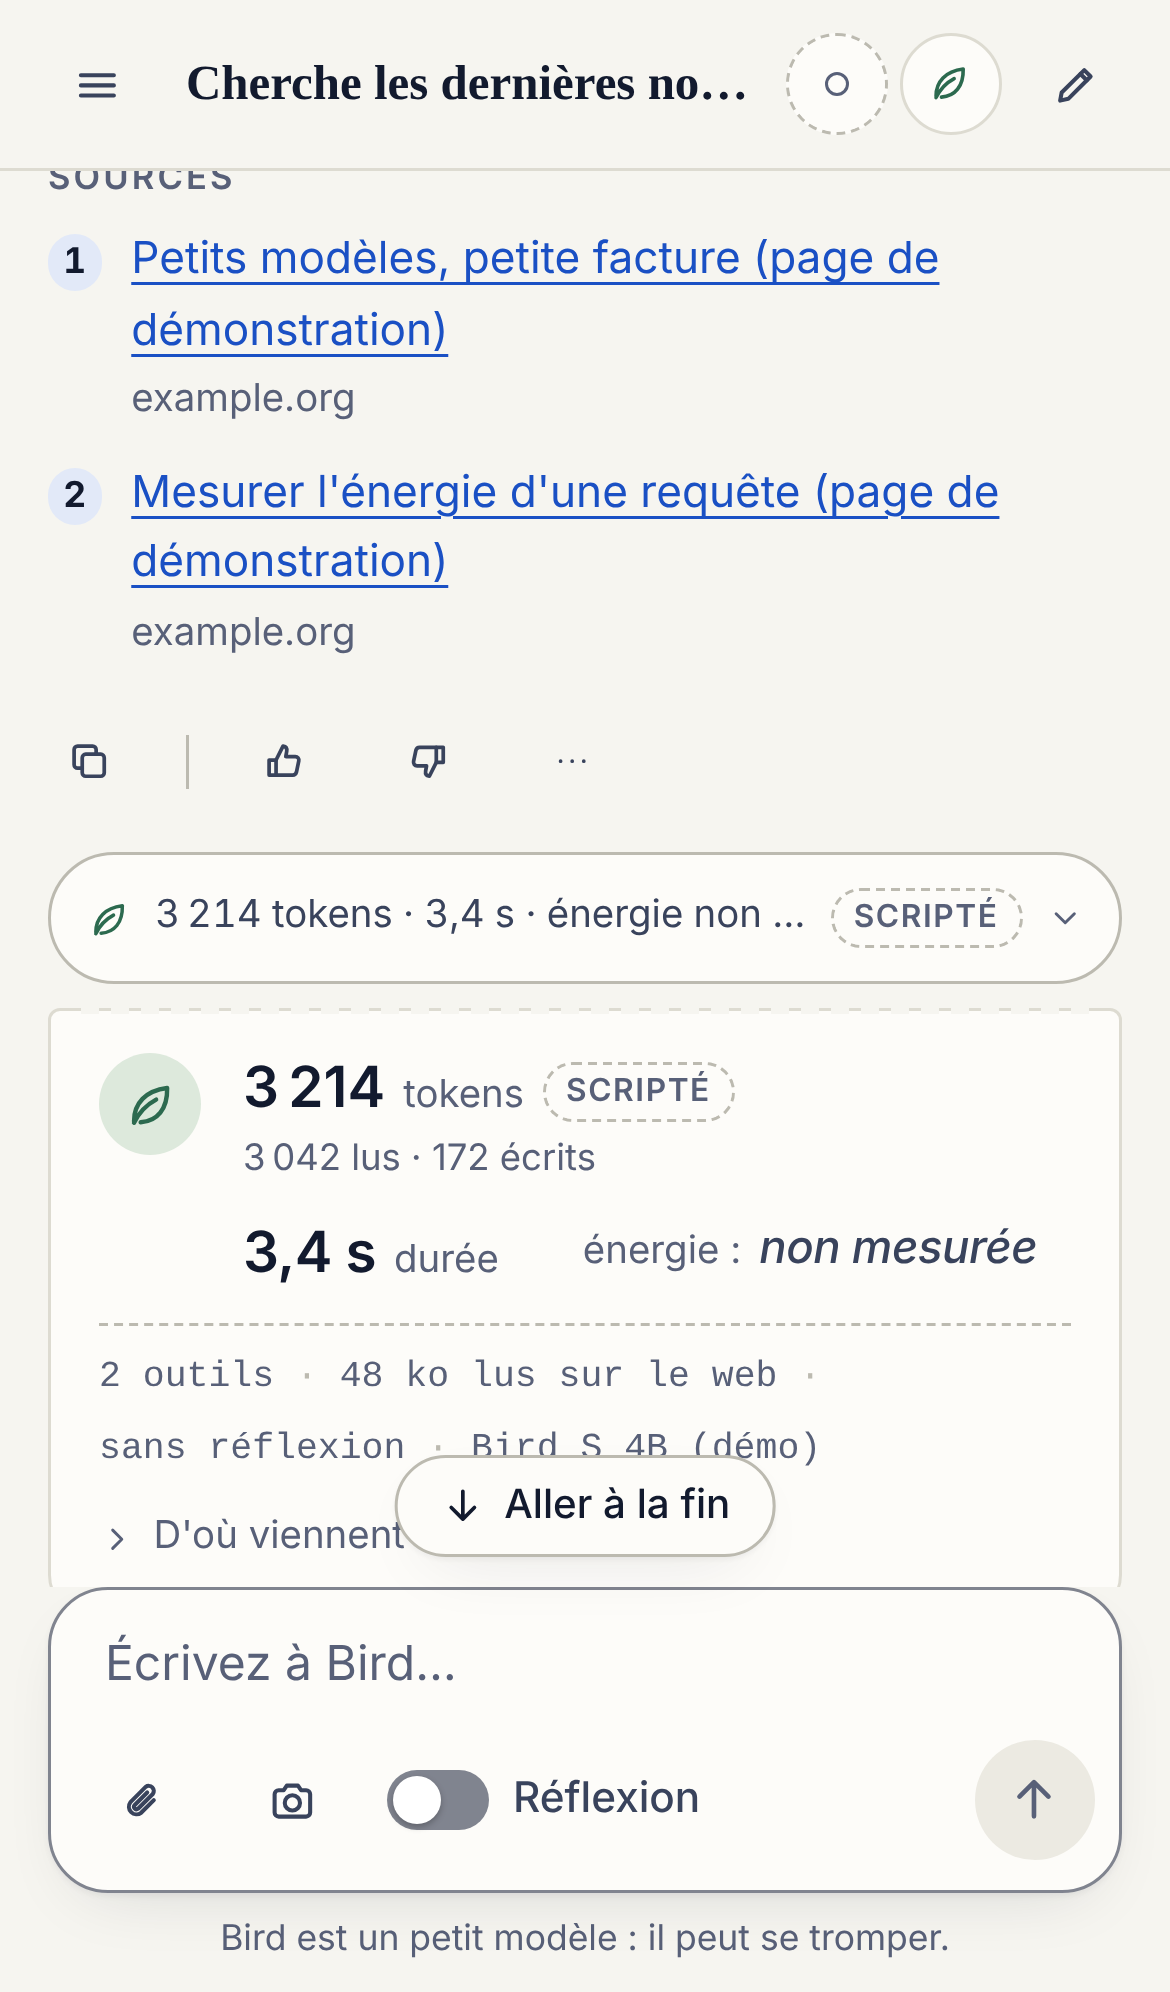 Cherche les dernières no…
SOURCES
1 Petits modèles, petite facture (page de
démonstration)
example.org
2 Mesurer l'énergie d'une requête (page de
démonstration)
example.org
3 214 tokens · 3,4 s · énergie non … SCRIPTÉ
3 214 tokens SCRIPTÉ
3 042 lus · 172 écrits
3,4 s durée énergie : non mesurée
2 outils · 48 ko lus sur le web ·
sans réflexion · Bird S 4B (démo)
Aller à la fin
D'où viennent
Écrivez à Bird…
Réflexion
Bird est un petit modèle : il peut se tromper.